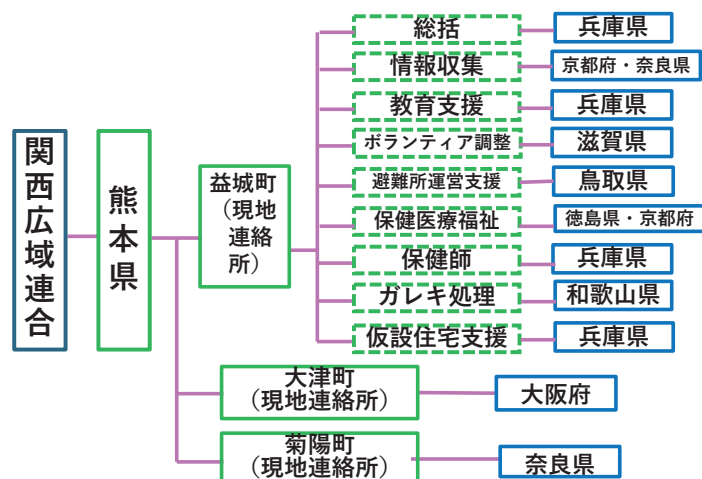 関西広域連合
熊本県
益城町
（現地
連絡
所）
総括
兵庫県
情報収集
京都府・奈良県
教育支援
兵庫県
ボランティア調整
滋賀県
避難所運営支援
鳥取県
保健医療福祉
徳島県・京都府
保健師
兵庫県
ガレキ処理
和歌山県
仮設住宅支援
兵庫県
大津町
（現地連絡所）
大阪府
菊陽町
（現地連絡所）
奈良県